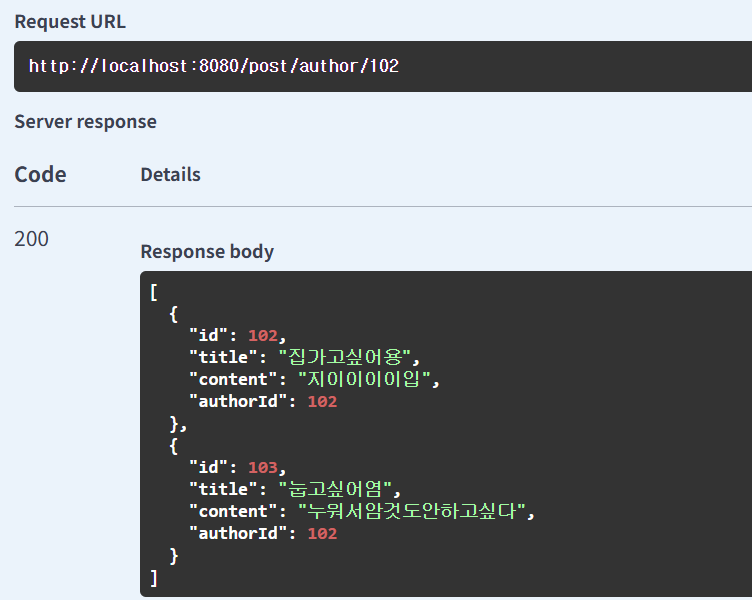 Request URL
http://localhost:8080/post/author/102
Server response
Code Details
200
Response body
[
{
"id": 102,
"title": "집가고싶어용",
"content": "지이이이이입",
"authorId": 102
},
{
"id": 103,
"title": "눕고싶어염",
"content": "누워서암것도안하고싶다",
"authorId": 102
}
]